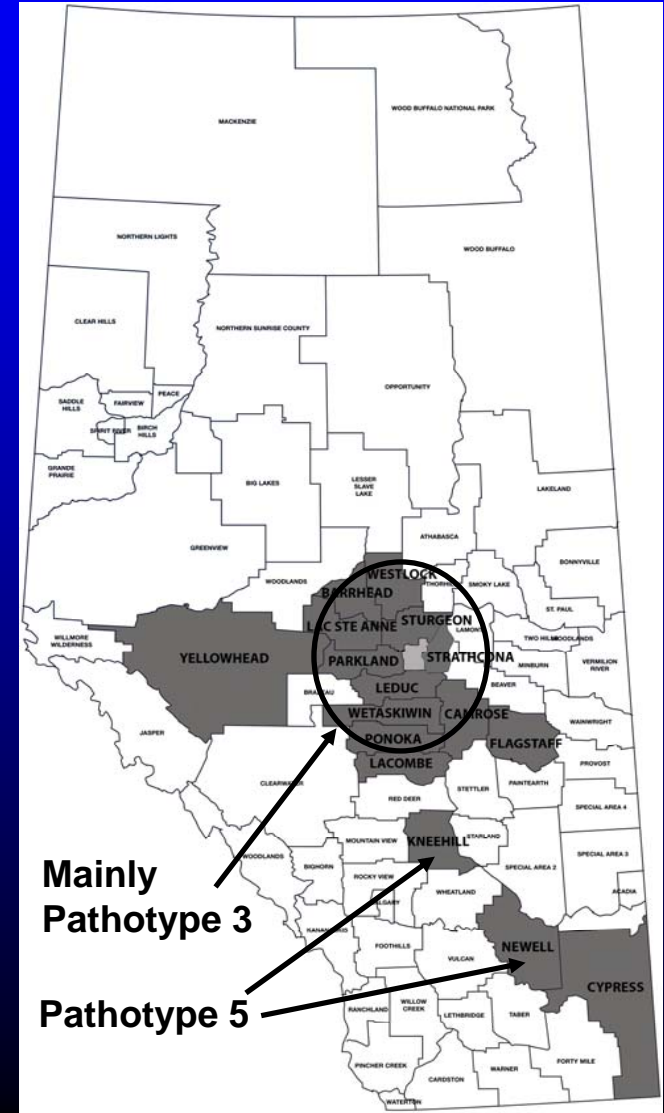 MACKENZIE
WOOD BUFFALO NATIONAL PARK
NORTHERN LIGHTS
WOOD BUFFALO
CLEAR HILLS
NORTHERN SUNRISE COUNTY
OPPORTUNITY
SADDLE
HILLS
FAIRVIEW
PEACE
SPIRIT RIVER
BIRCH
HILLS
GRANDE
PRAIRIE
BIG LAKES
LESSER
SLAVE
LAKE
LAKELAND
GREENVIEW
ATHABASCA
BONNYVILLE
WOODLANDS
WESTLOCK
SMOKY LAKE
BARRHEAD
ST. PAUL
LAC STE ANNE
STURGEON
TWO HILLS
WOODLANDS
WILLMORE
WILDERNESS
YELLOWHEAD
PARKLAND
STRATHCONA
MINBURN
VERMILION
RIVER
LEDUC
BEAVER
WETASKIWIN
CAMROSE
WAINWRIGHT
JASPER
PONOKA
FLAGSTAFF
LACOMBE
PROVOST
CLEARWATER
STETTLER
PAINTEARTH
RED DEER
SPECIAL AREA 4
MOUNTAIN VIEW
KNEEHILL
STARLAND
WOODLANDS
BIGHORN
SPECIAL AREA 2
SPECIAL AREA 3
Mainly
Pathotype 3
ROCKY VIEW
WHEATLAND
ACADIA
FOOTHILLS
NEWELL
VULCAN
CYPRESS
Pathotype 5
RANCHLAND
WILLOW
CREEK
LETHBRIDGE
TABER
FORTY MILE
PINCHER CREEK
CARDSTON
WARNER
WATERTON